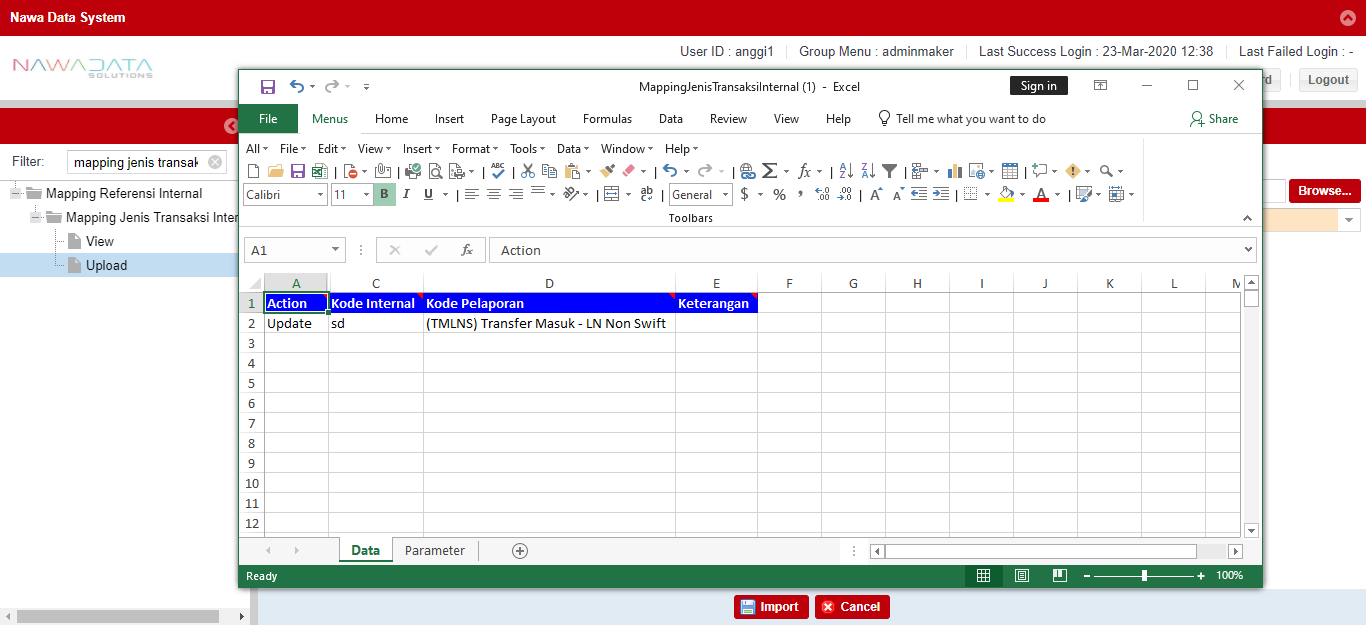 Nawa Data System
NAWADATA
SOLUTIONS
User ID : anggi1 Group Menu : adminmaker Last Success Login : 23-Mar-2020 12:38 Last Failed Login : -
Logout
Filter: mapping jenis transak
Mapping Referensi Internal
Mapping Jenis Transaksi Inter
View
Upload
Browse...
MappingJenisTransaksiInternal (1) - Excel
Sign in
File Menus Home Insert Page Layout Formulas Data Review View Help Tell me what you want to do Share
All File Edit View Insert Format Tools Data Window Help
Calibri 11 B I U General $ % ,
Toolbars
A1 fx Action
A C D E F G H I J K L M
1 Action Kode Internal Kode Pelaporan Keterangan
2 Update sd (TMLNS) Transfer Masuk - LN Non Swift
3
4
5
6
7
8
9
10
11
12
Data Parameter
Ready 100%
Import Cancel